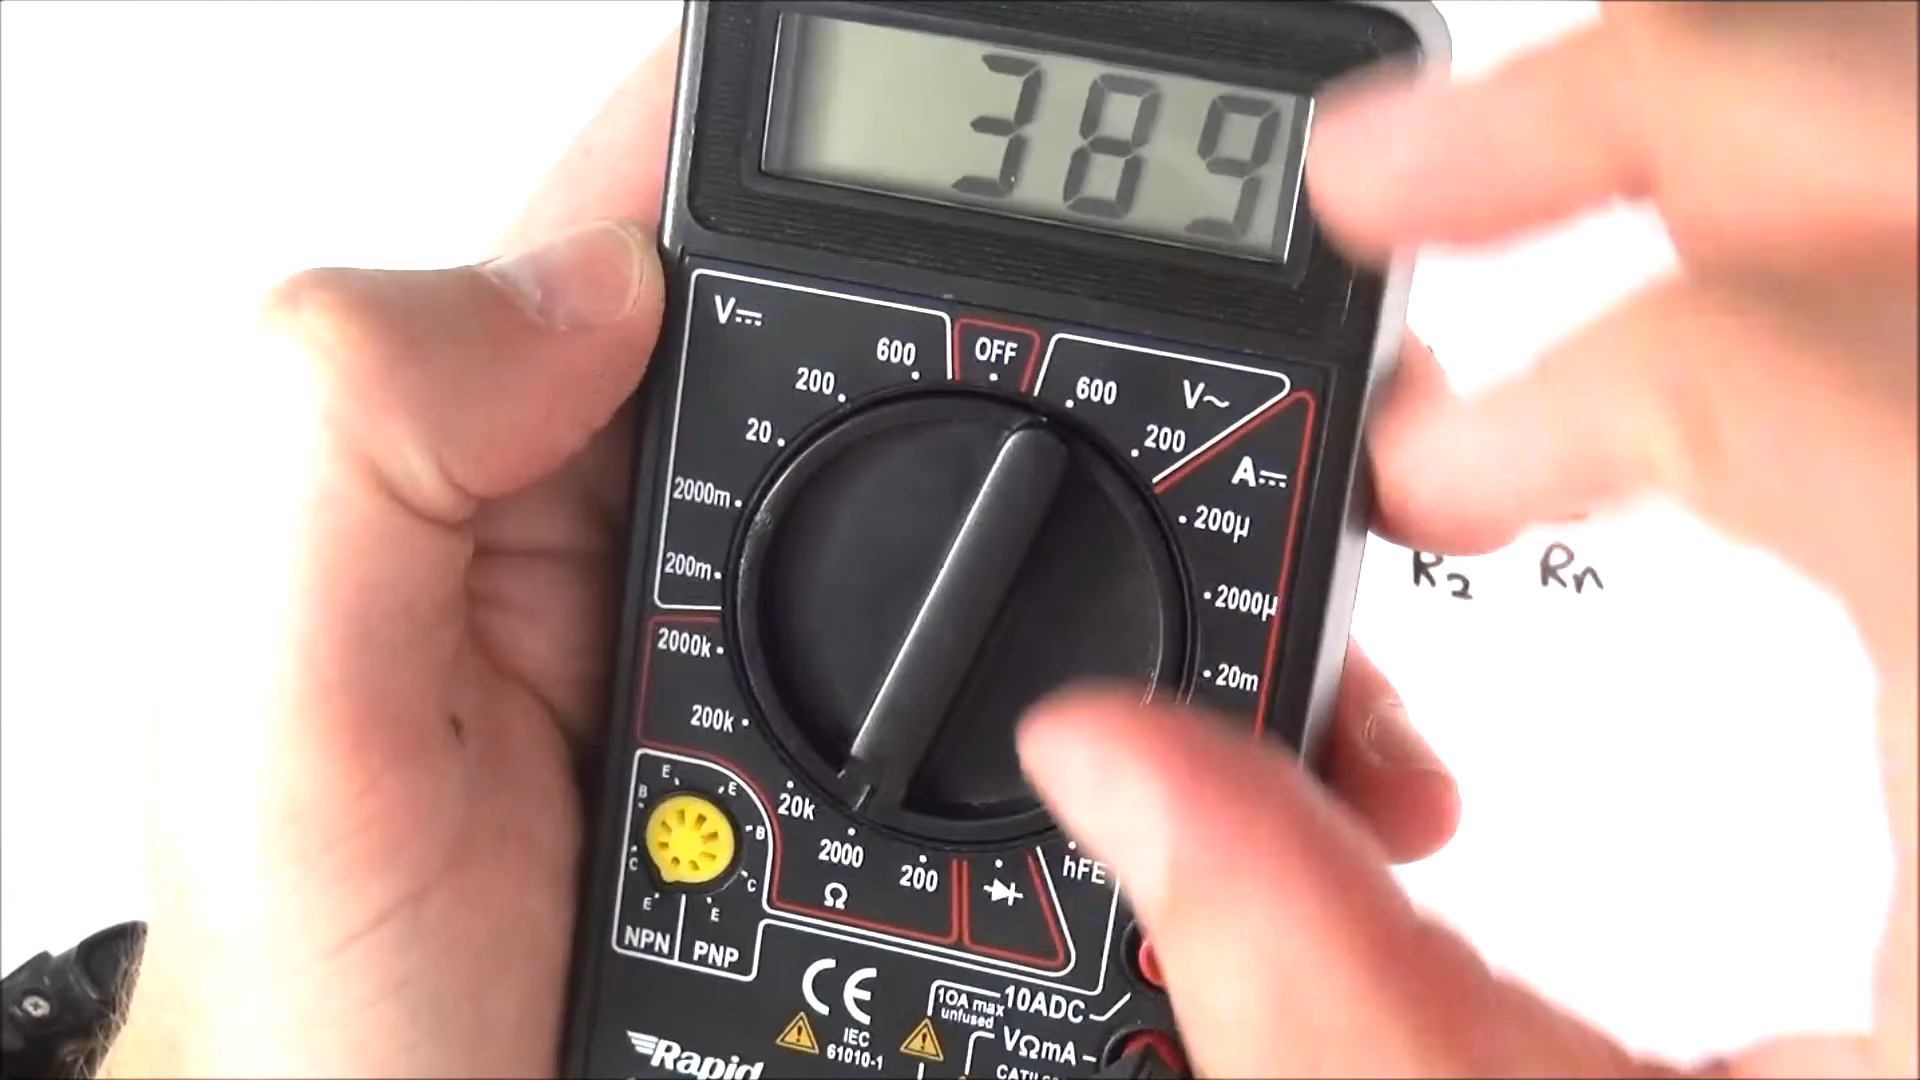 389
V
600
OFF
600
V~
200
200
20
A
2000m
200µ
200m
2000µ
2000k
20m
200k
E
E
B
20k
B
2000
hFE
C
200
C
Ω
E
E
NPN
PNP
CE
10A max
unfused
10ADC
IEC
61010-1
VΩmA
Rapid
R2
Rn